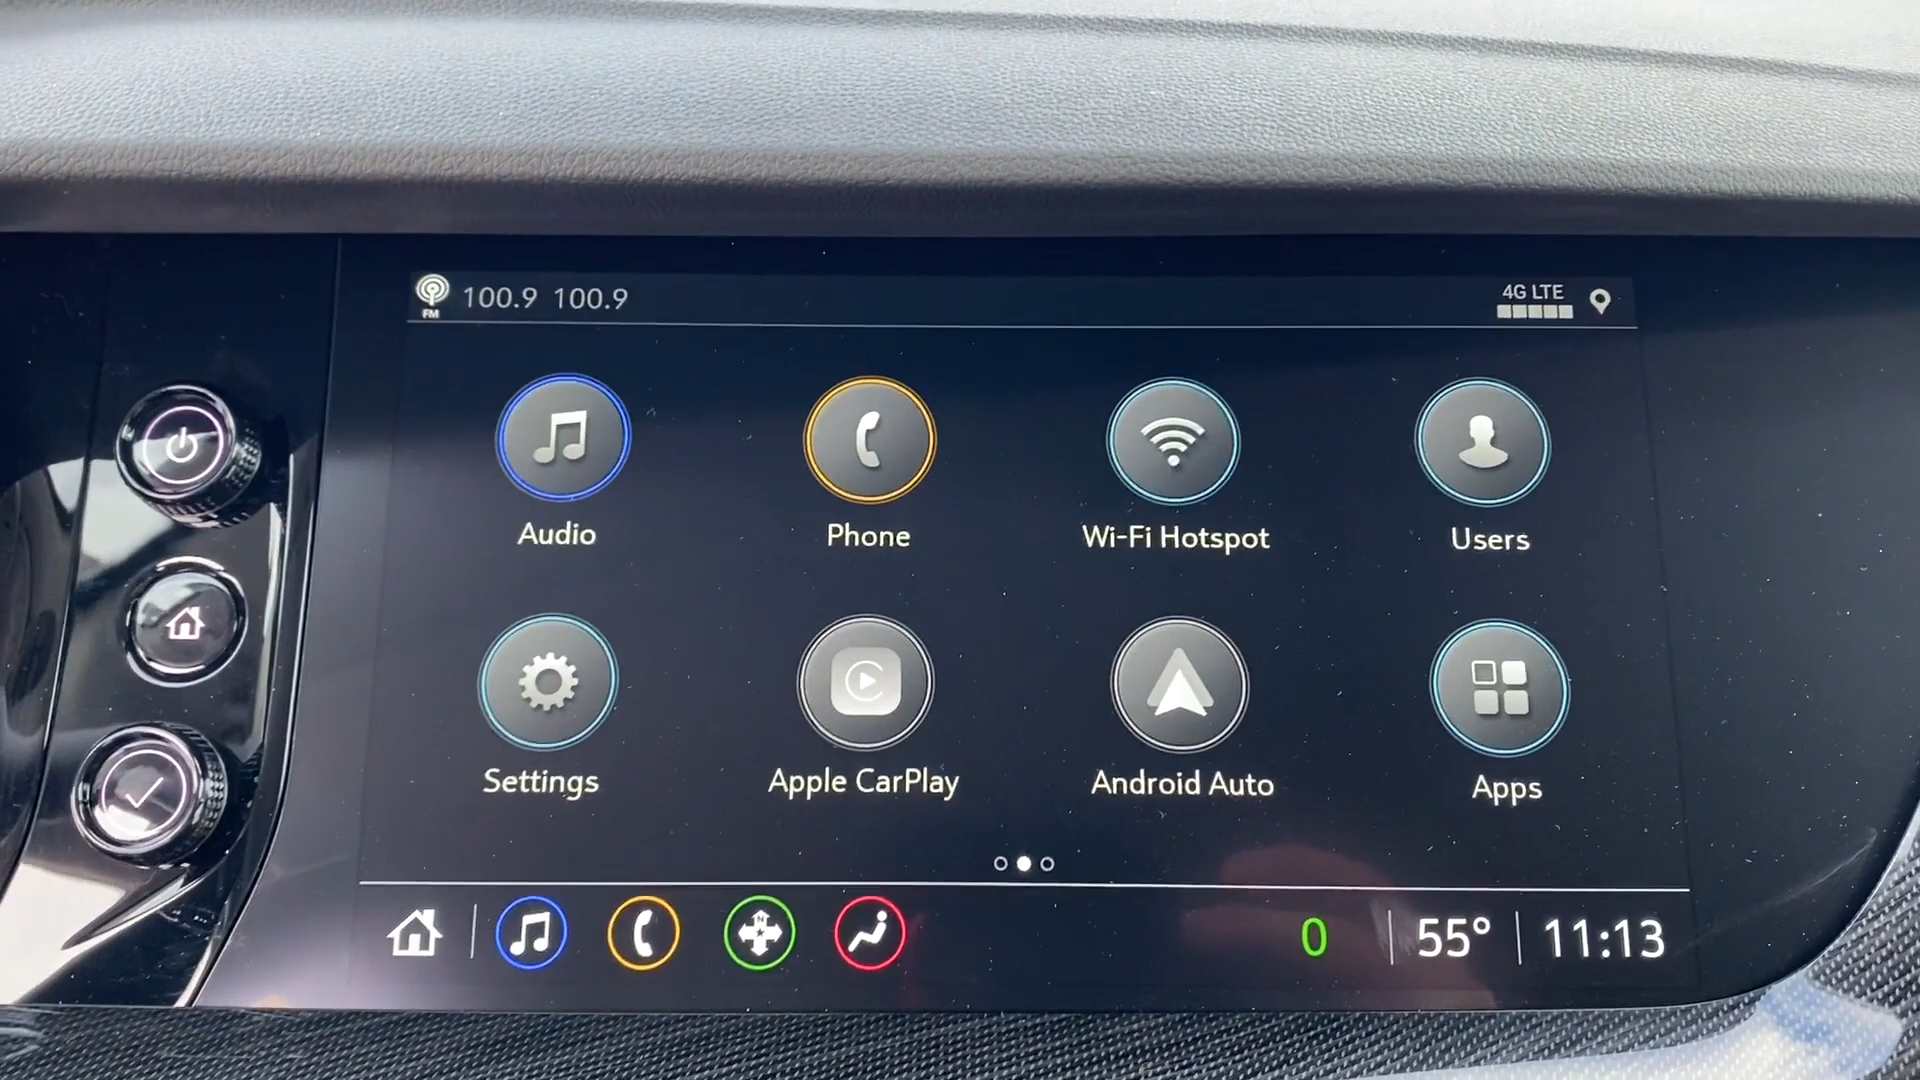 100.9 100.9
FM
4G LTE
Audio
Phone
Wi-Fi Hotspot
Users
Settings
Apple CarPlay
Android Auto
Apps
N
0
55°
11:13